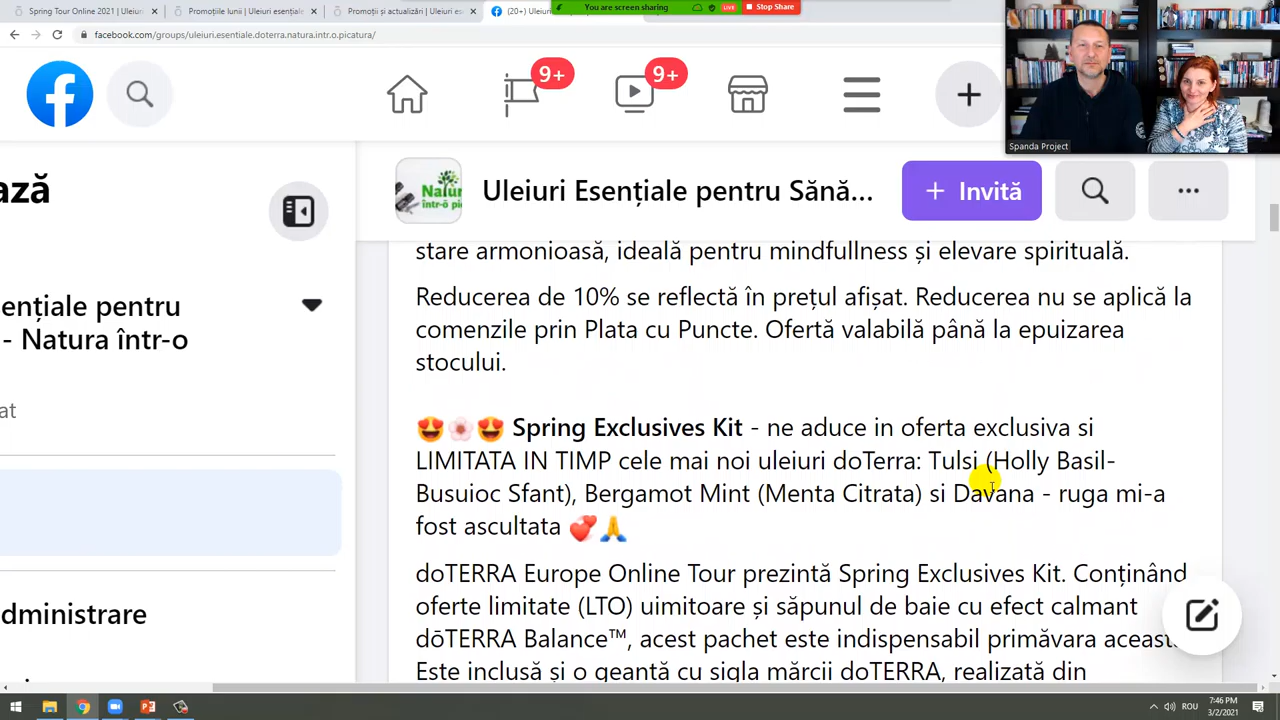 Spring Tour Online 2021 | Uleiuri
Promoțiile lunii | Uleiuri esențiale
Promoții și actualizări | Uleiuri es
(20+) Uleiuri
You are screen sharing
LIVE
Stop Share
facebook.com/groups/uleiuri.esentiale.doterra.natura.intr.o.picatura/
9+
9+
Spanda Project
ază
Natur
într-o pi
Uleiuri Esențiale pentru Sănă...
+ Invită
ențiale pentru
- Natura într-o
at
dministrare
stare armonioasă, ideală pentru mindfullness și elevare spirituală.
Reducerea de 10% se reflectă în prețul afișat. Reducerea nu se aplică la
comenzile prin Plata cu Puncte. Ofertă valabilă până la epuizarea
stocului.
😍🌸😍 Spring Exclusives Kit - ne aduce in oferta exclusiva si
LIMITATA IN TIMP cele mai noi uleiuri doTerra: Tulsi (Holly Basil-
Busuioc Sfant), Bergamot Mint (Menta Citrata) si Davana - ruga mi-a
fost ascultata 💞🙏
doTERRA Europe Online Tour prezintă Spring Exclusives Kit. Conținând
oferte limitate (LTO) uimitoare și săpunul de baie cu efect calmant
dōTERRA Balance™, acest pachet este indispensabil primăvara aceast
Este inclusă și o geantă cu sigla mărcii doTERRA, realizată din
ROU
7:46 PM
3/2/2021